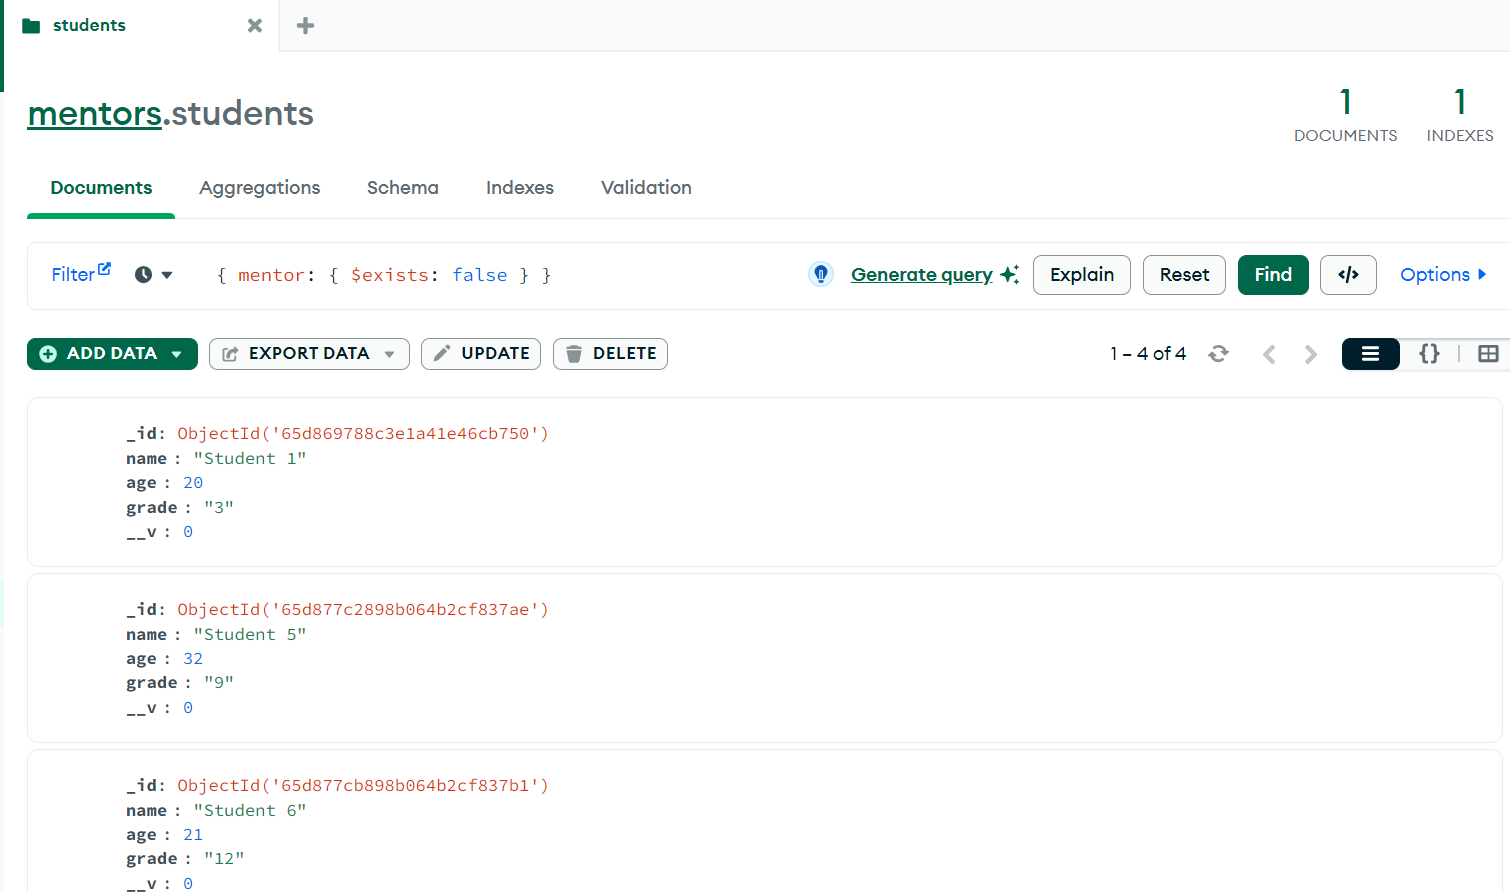 students
mentors.students
1
DOCUMENTS
1
INDEXES
Documents Aggregations Schema Indexes Validation
Filter { mentor: { $exists: false } } Generate query Explain Reset Find </> Options
ADD DATA EXPORT DATA UPDATE DELETE 1 – 4 of 4 {}
_id: ObjectId('65d869788c3e1a41e46cb750')
name : "Student 1"
age : 20
grade : "3"
__v : 0
_id: ObjectId('65d877c2898b064b2cf837ae')
name : "Student 5"
age : 32
grade : "9"
__v : 0
_id: ObjectId('65d877cb898b064b2cf837b1')
name : "Student 6"
age : 21
grade : "12"
__v : 0